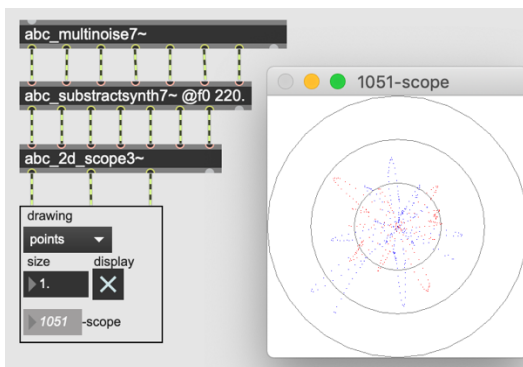 abc_multinoise7~
abc_substractsynth7~ @f0 220.
abc_2d_scope3~
drawing
points
size display
1.
1051 -scope
1051-scope